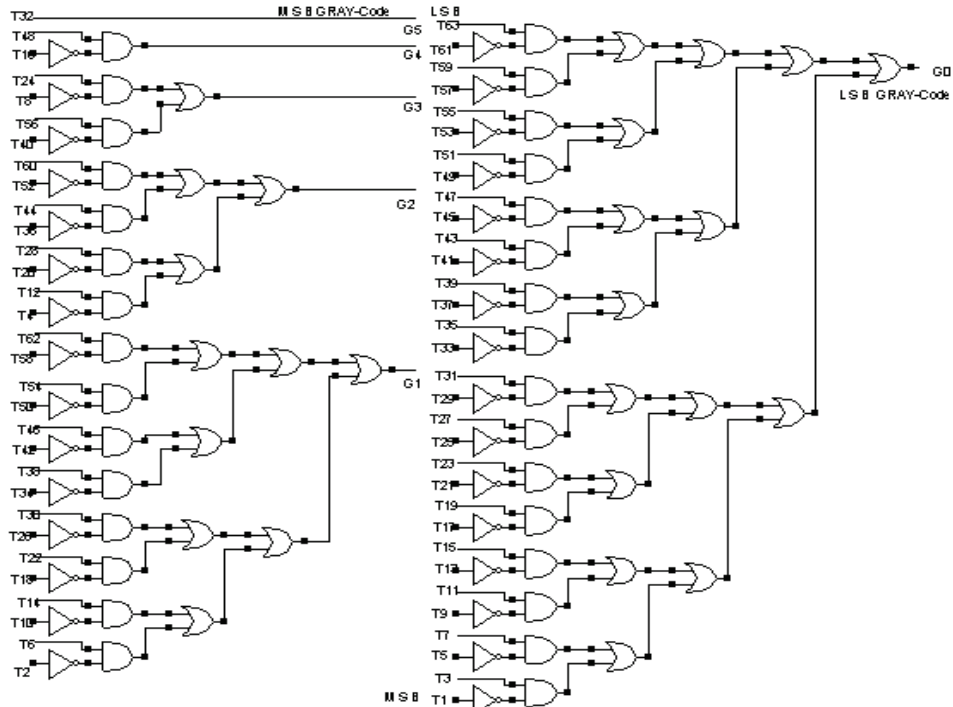 MSB GRAY-Code
T32
G5
T48
T16
G4
T24
T8
G3
T56
T40
T60
T52
G2
T44
T36
T28
T20
T12
T4
T62
T58
G1
T54
T50
T46
T42
T38
T34
T30
T26
T22
T18
T14
T10
T6
T2
LSB
T63
T61
G0
LSB GRAY-Code
T59
T57
T55
T53
T51
T49
T47
T45
T43
T41
T39
T37
T35
T33
T31
T29
T27
T25
T23
T21
T19
T17
T15
T13
T11
T9
T7
T5
T3
T1
MSB